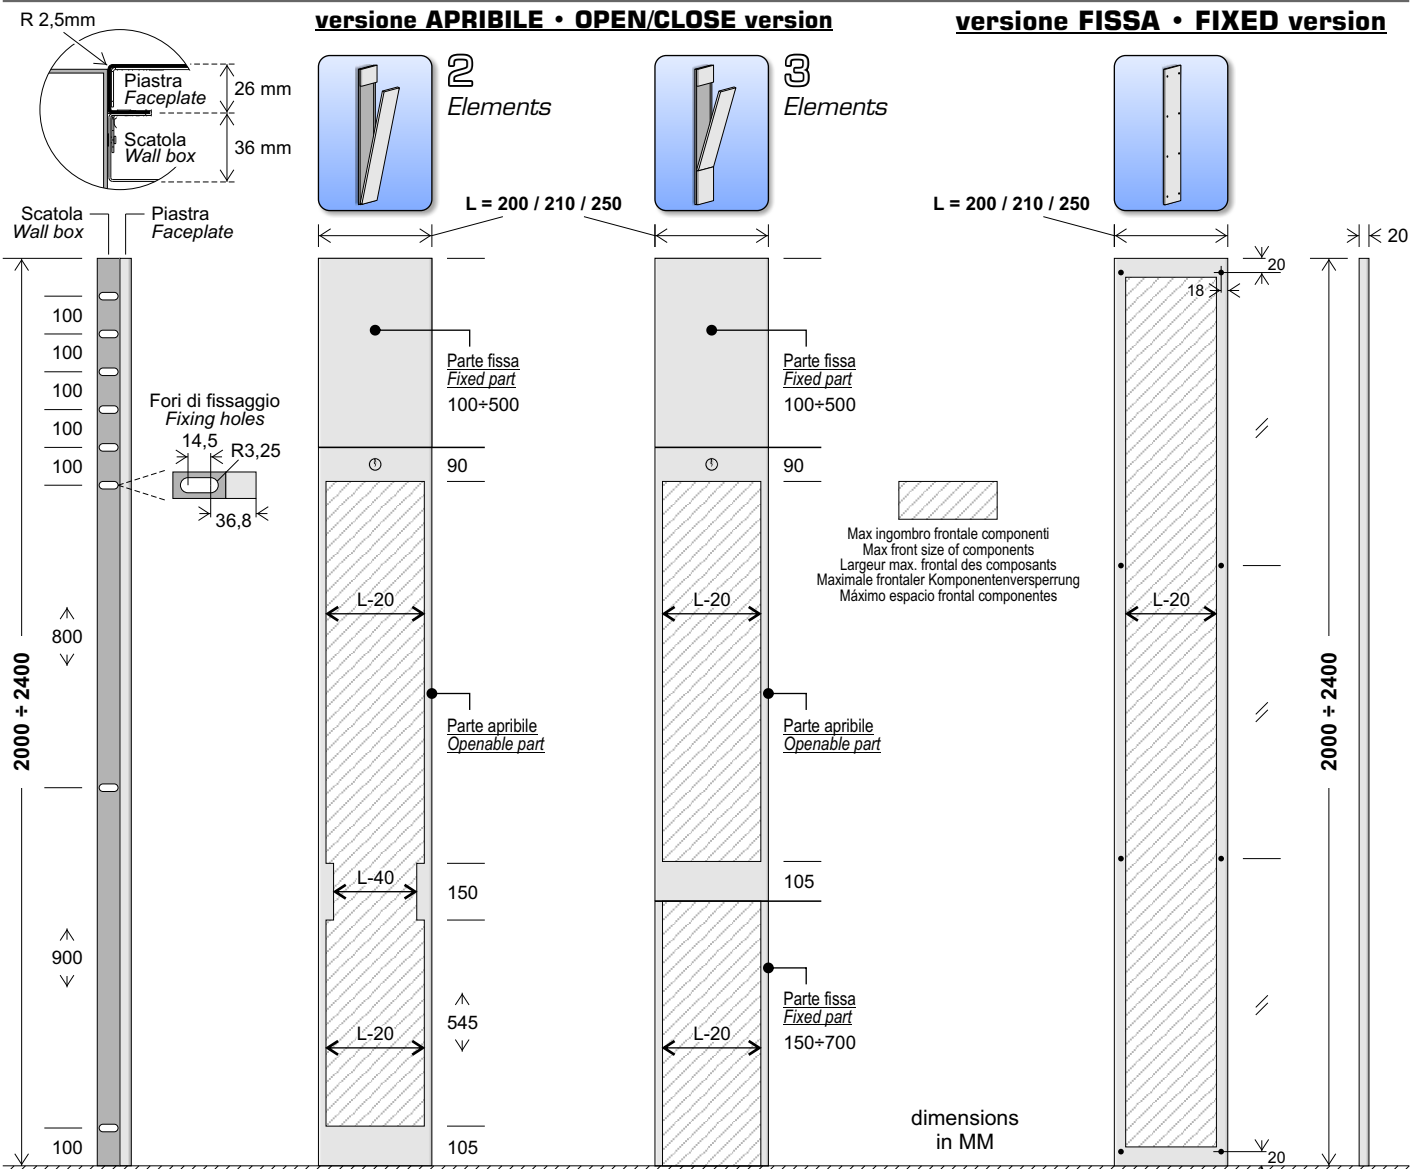 versione APRIBILE • OPEN/CLOSE version
versione FISSA • FIXED version
R 2,5mm
Piastra
Faceplate
26 mm
Scatola
Wall box
36 mm
2
Elements
3
Elements
L = 200 / 210 / 250
L = 200 / 210 / 250
Scatola
Wall box
Piastra
Faceplate
20
20
18
100
100
100
100
100
Fori di fissaggio
Fixing holes
14,5
R3,25
36,8
800
2000 ÷ 2400
900
100
Parte fissa
Fixed part
100÷500
90
L-20
Parte apribile
Openable part
L-40
150
545
L-20
105
Parte fissa
Fixed part
100÷500
90
L-20
Parte apribile
Openable part
105
Parte fissa
Fixed part
150÷700
L-20
Max ingombro frontale componenti
Max front size of components
Largeur max. frontal des composants
Maximale frontaler Komponentenversperrung
Máximo espacio frontal componentes
L-20
2000 ÷ 2400
dimensions
in MM
20